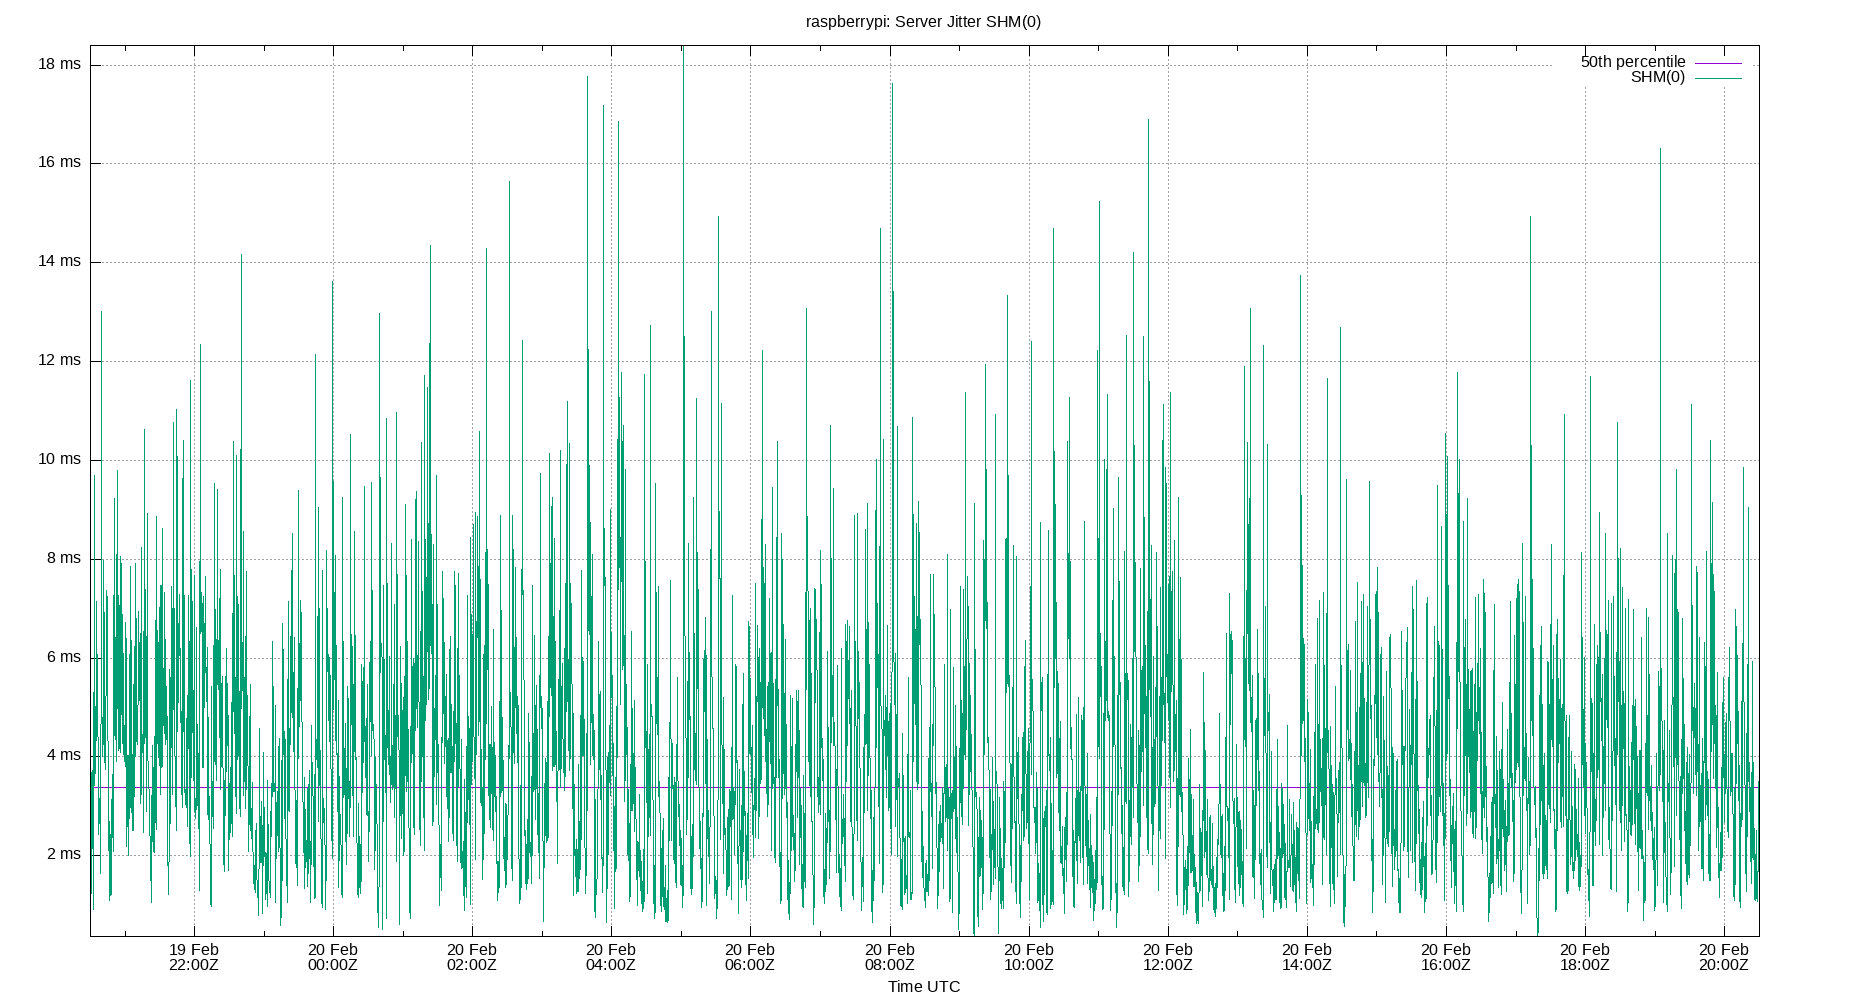 raspberrypi: Server Jitter SHM(0)
50th percentile
SHM(0)
18 ms
16 ms
14 ms
12 ms
10 ms
8 ms
6 ms
4 ms
2 ms
19 Feb 20 Feb 20 Feb 20 Feb 20 Feb 20 Feb 20 Feb 20 Feb 20 Feb 20 Feb 20 Feb 20 Feb
22:00Z 00:00Z 02:00Z 04:00Z 06:00Z 08:00Z 10:00Z 12:00Z 14:00Z 16:00Z 18:00Z 20:00Z
Time UTC